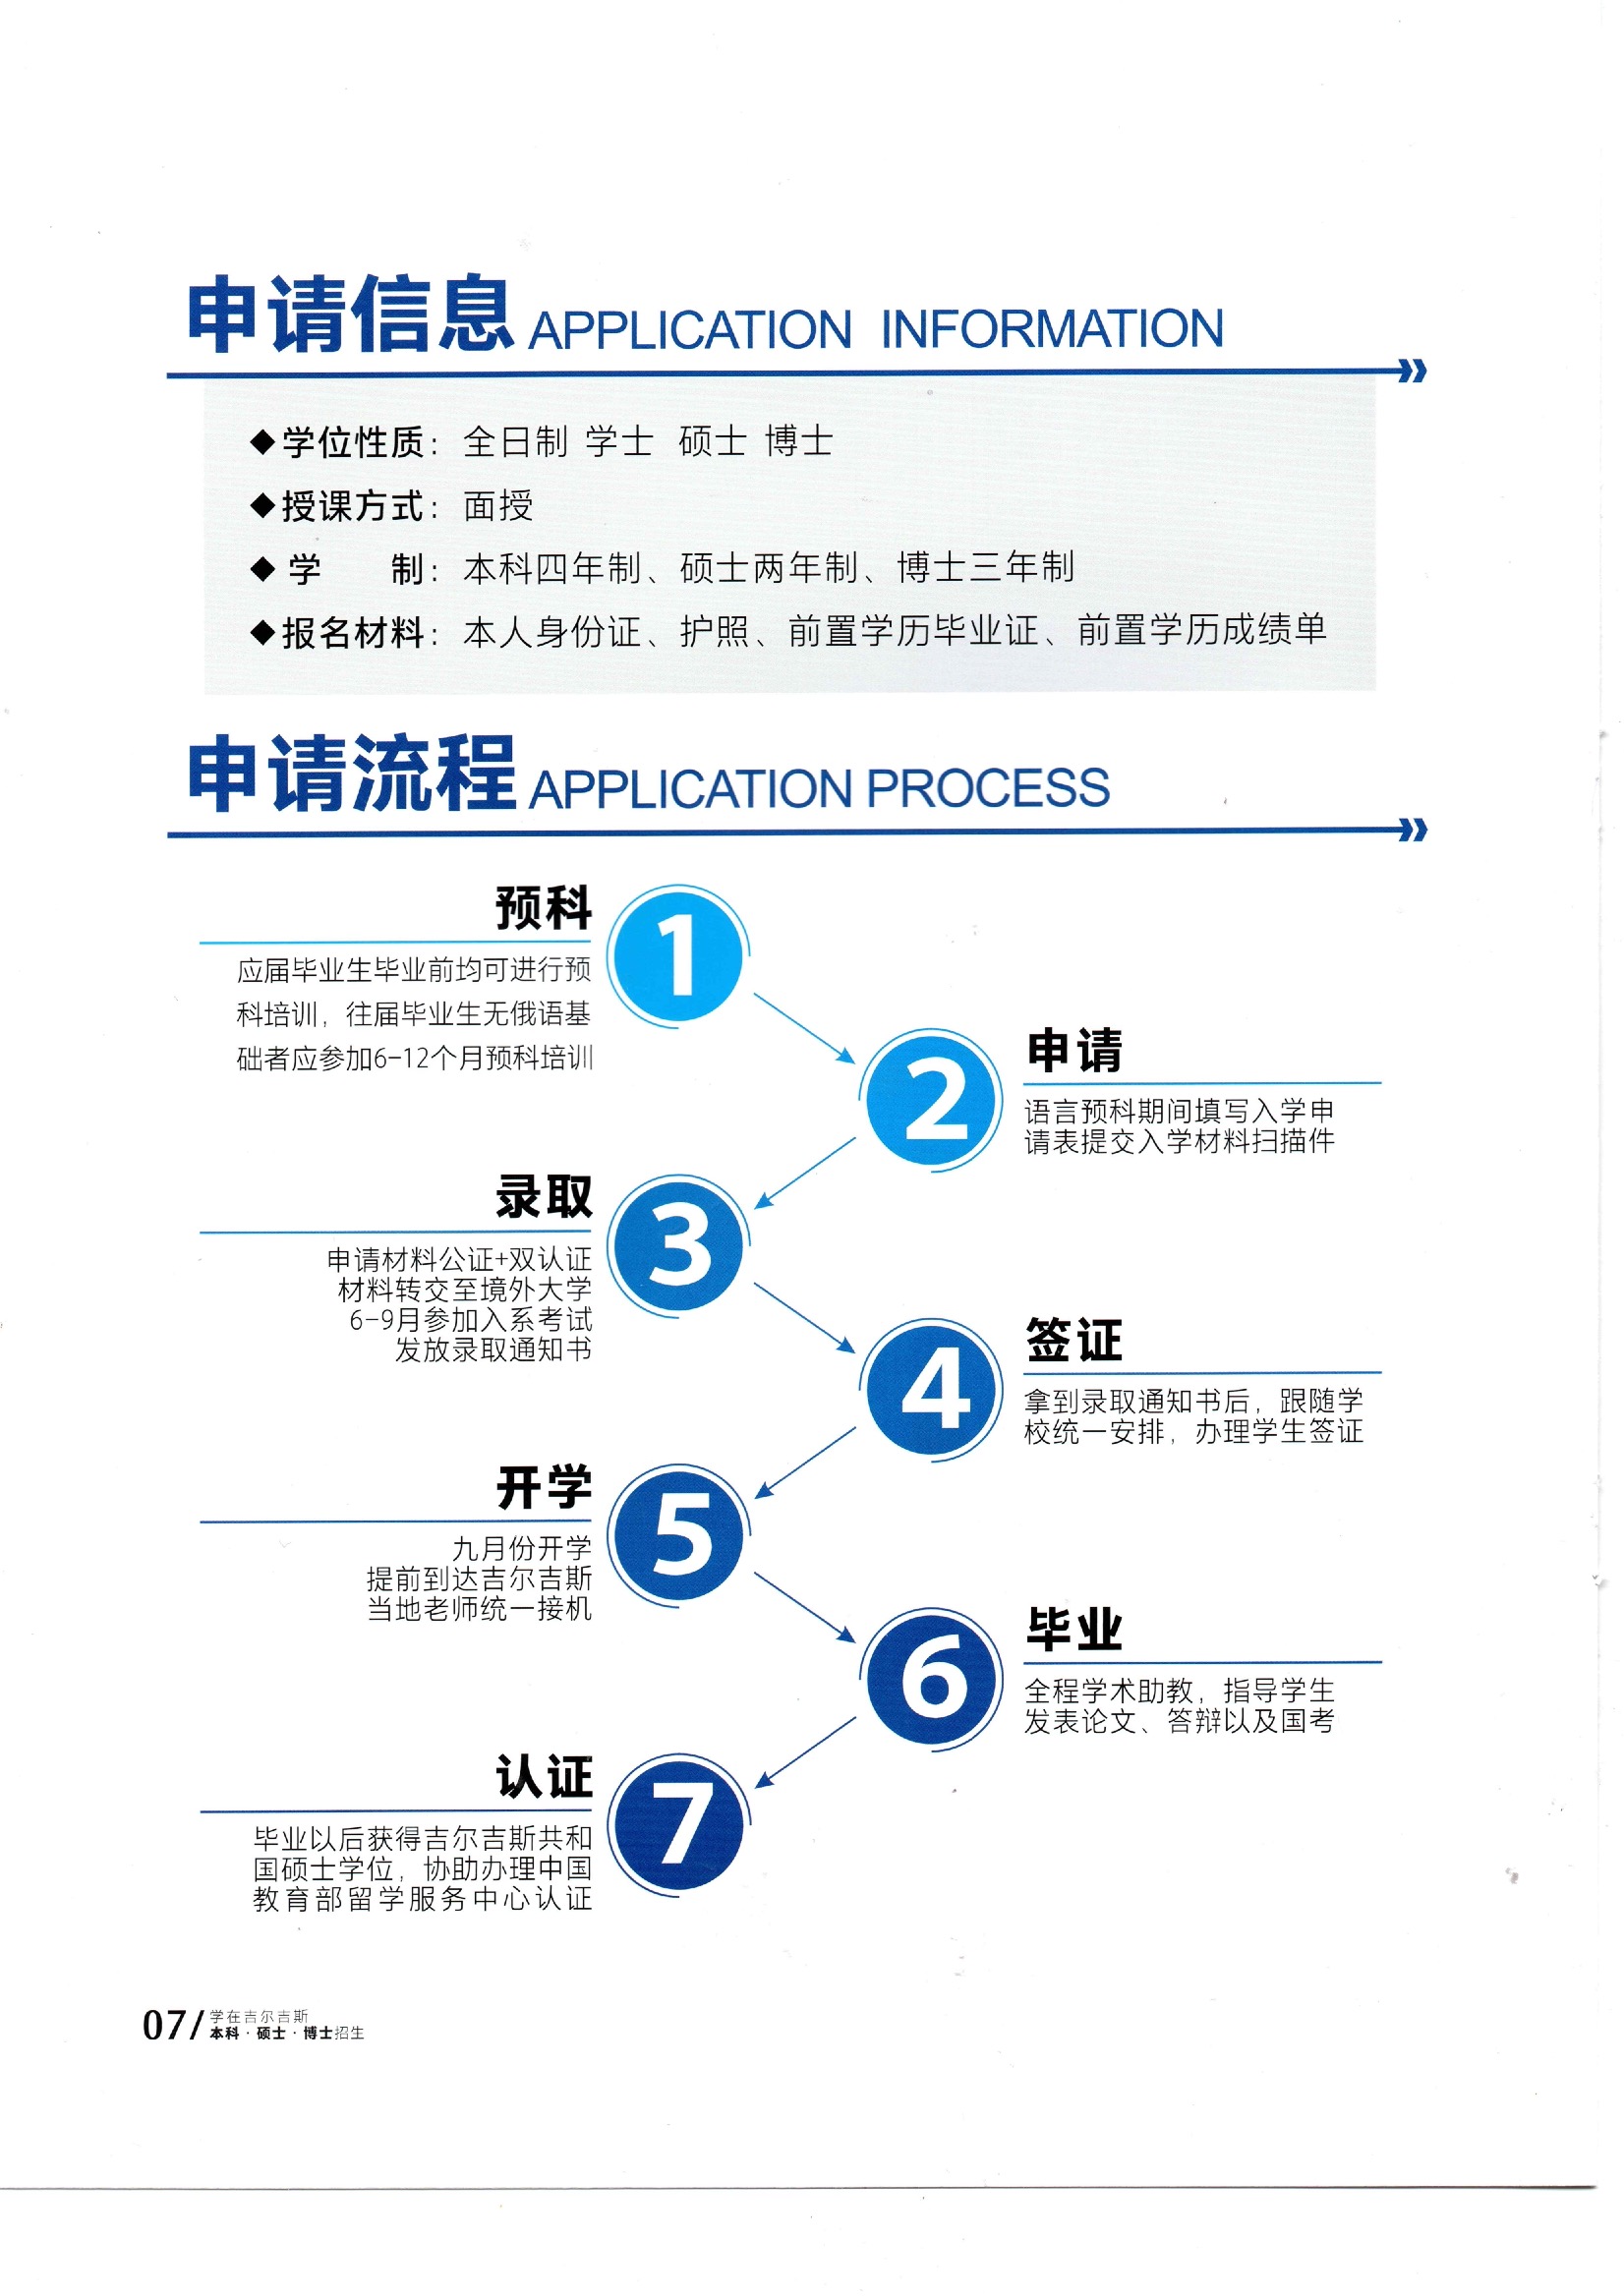 申请信息 APPLICATION INFORMATION
◆学位性质：全日制 学士 硕士 博士
◆授课方式：面授
◆学 制：本科四年制、硕士两年制、博士三年制
◆报名材料：本人身份证、护照、前置学历毕业证、前置学历成绩单
申请流程 APPLICATION PROCESS
预科
1
应届毕业生毕业前均可进行预
科培训，往届毕业生无俄语基
础者应参加6-12个月预科培训
2
申请
语言预科期间填写入学申
请表提交入学材料扫描件
录取
3
申请材料公证+双认证
材料转交至境外大学
6-9月参加入系考试
发放录取通知书
4
签证
拿到录取通知书后，跟随学
校统一安排，办理学生签证
开学
5
九月份开学
提前到达吉尔吉斯
当地老师统一接机
6
毕业
全程学术助教，指导学生
发表论文、答辩以及国考
认证
7
毕业以后获得吉尔吉斯共和
国硕士学位，协助办理中国
教育部留学服务中心认证
07/
学在吉尔吉斯
本科·硕士·博士招生